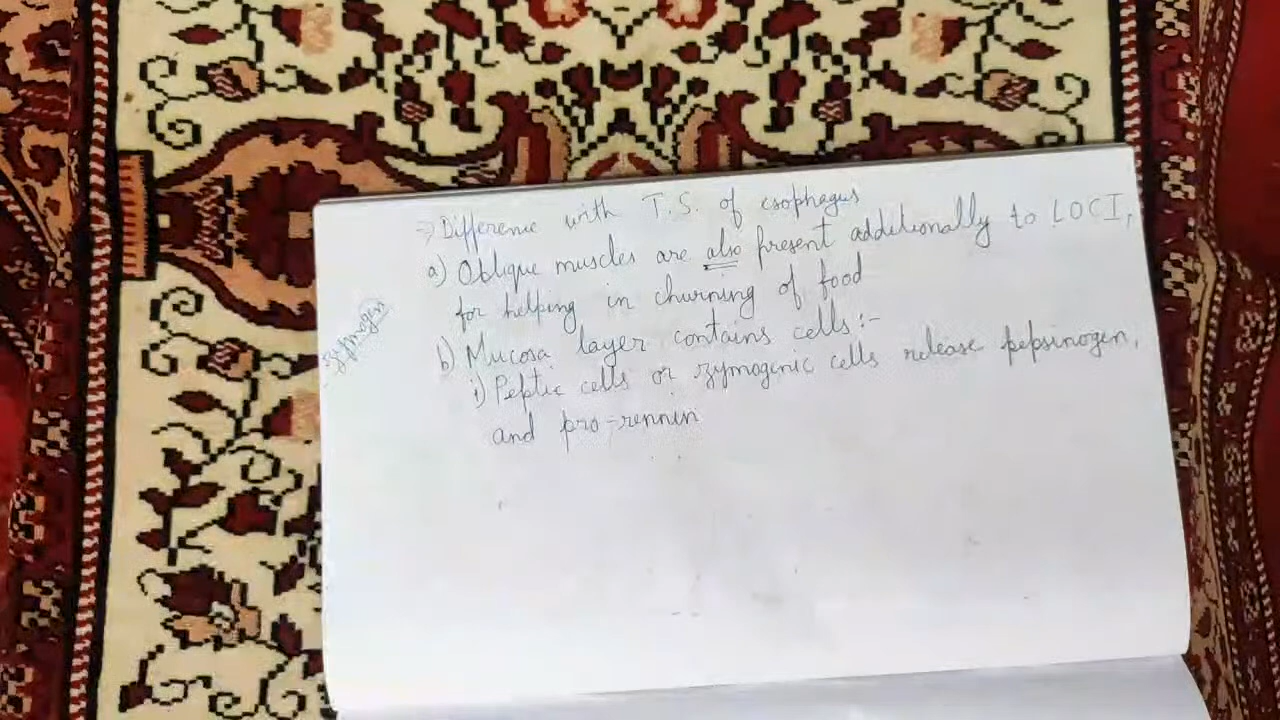 ⇒ Difference with T.S. of esophagus
a) Oblique muscles are also present additionally to LOCI,
for helping in churning of food
b) Mucosa layer contains cells:-
i) Peptic cells or zymogenic cells release pepsinogen,
and pro-rennin
zymogen